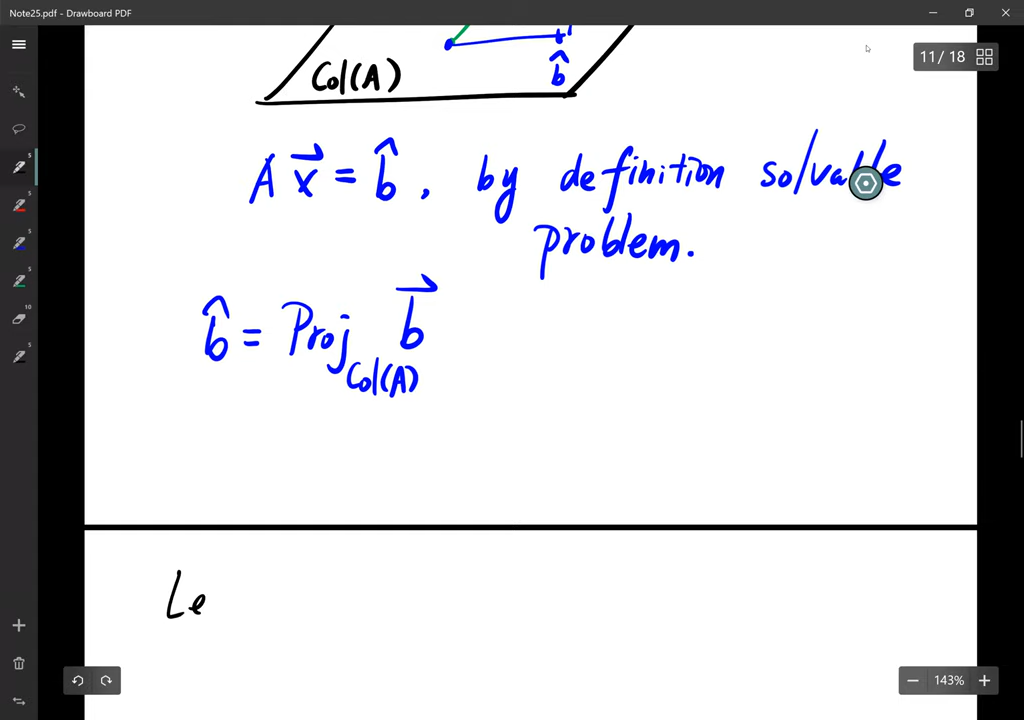 Note25.pdf - Drawboard PDF
11 / 18
Col(A)
b̂
A x⃗ = b̂, by definition solvable
problem.
b̂ = Proj_Col(A) b⃗
Le
143%